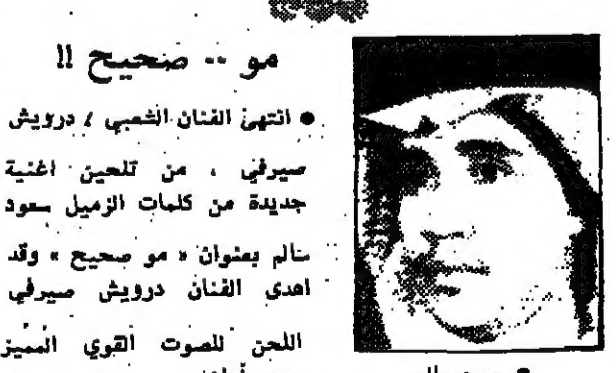 مو .. صحيح !!
● انتهى الفنان الشعبي / درويش
صيرفي ، من تلحين اغنية
جديدة من كلمات الزميل سعود
سالم بعنوان « مو صحيح » وقد
اهدى الفنان درويش صيرفي
اللحن للصوت القوي المميز